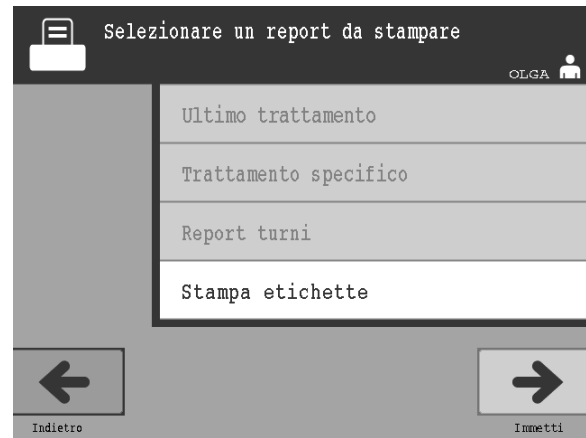 Selezionare un report da stampare
OLGA
Ultimo trattamento
Trattamento specifico
Report turni
Stampa etichette
Indietro
Immetti